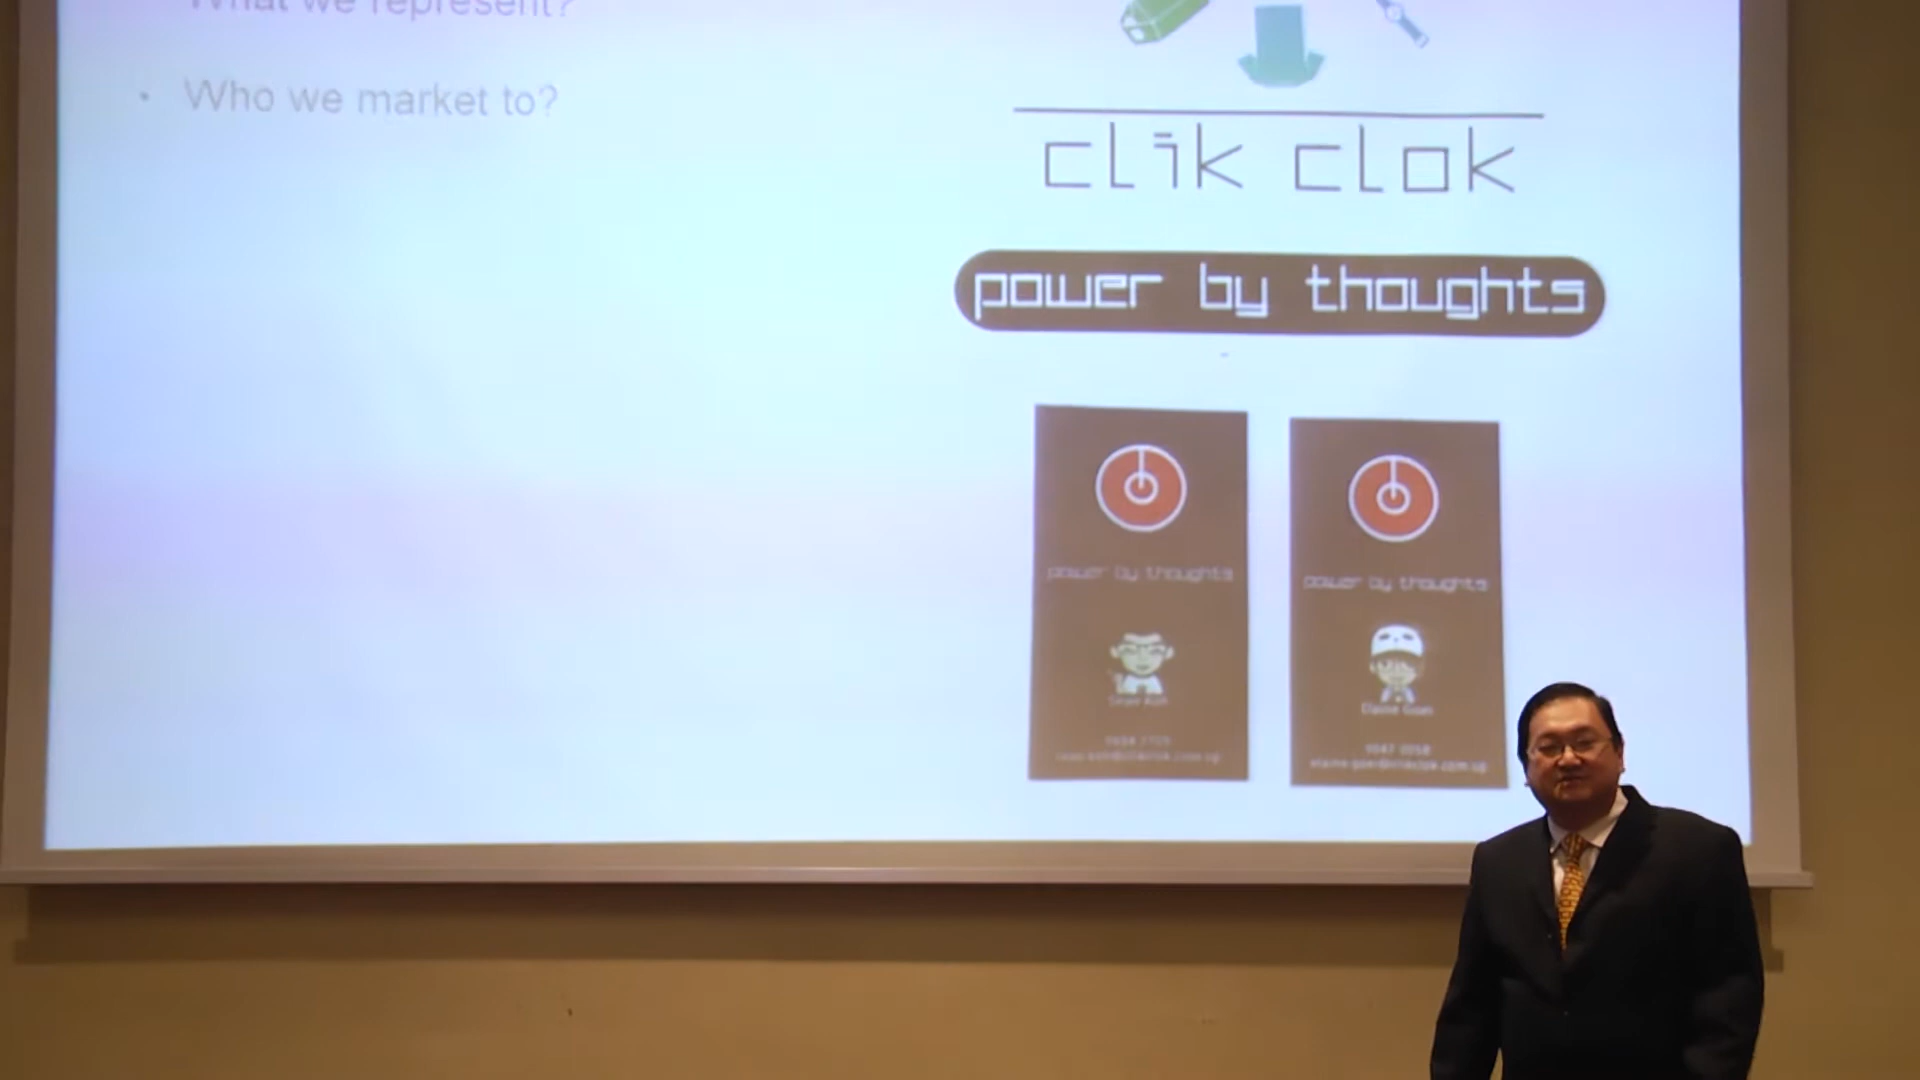 What we represent?
• Who we market to?
clik clok
power by thoughts
power by thoughts
power by thoughts